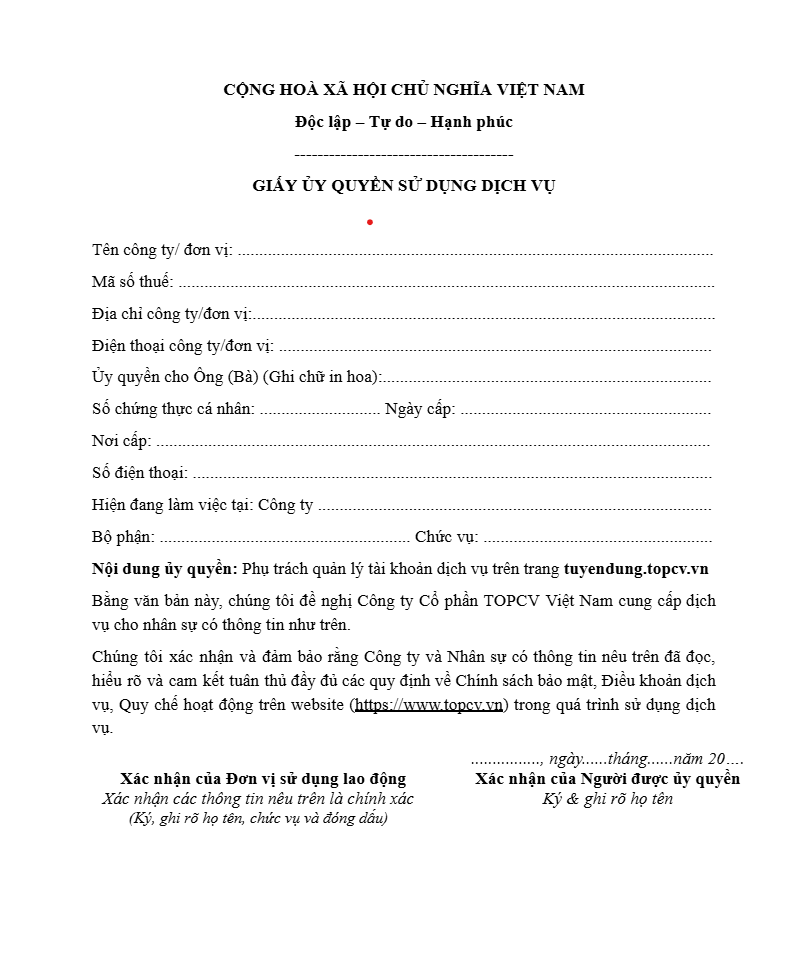 CỘNG HOÀ XÃ HỘI CHỦ NGHĨA VIỆT NAM
Độc lập – Tự do – Hạnh phúc
--------------------------------------
GIẤY ỦY QUYỀN SỬ DỤNG DỊCH VỤ
Tên công ty/ đơn vị: ...............................................................................................................
Mã số thuế: .............................................................................................................................
Địa chỉ công ty/đơn vị:............................................................................................................
Điện thoại công ty/đơn vị: .....................................................................................................
Ủy quyền cho Ông (Bà) (Ghi chữ in hoa):.............................................................................
Số chứng thực cá nhân: ............................ Ngày cấp: ..........................................................
Nơi cấp: .................................................................................................................................
Số điện thoại: .........................................................................................................................
Hiện đang làm việc tại: Công ty ............................................................................................
Bộ phận: .......................................................... Chức vụ: .....................................................
Nội dung ủy quyền: Phụ trách quản lý tài khoản dịch vụ trên trang tuyendung.topcv.vn
Bằng văn bản này, chúng tôi đề nghị Công ty Cổ phần TOPCV Việt Nam cung cấp dịch
vụ cho nhân sự có thông tin như trên.
Chúng tôi xác nhận và đảm bảo rằng Công ty và Nhân sự có thông tin nêu trên đã đọc,
hiểu rõ và cam kết tuân thủ đầy đủ các quy định về Chính sách bảo mật, Điều khoản dịch
vụ, Quy chế hoạt động trên website (https://www.topcv.vn) trong quá trình sử dụng dịch
vụ.
................, ngày......tháng......năm 20....
Xác nhận của Đơn vị sử dụng lao động Xác nhận của Người được ủy quyền
Xác nhận các thông tin nêu trên là chính xác Ký & ghi rõ họ tên
(Ký, ghi rõ họ tên, chức vụ và đóng dấu)